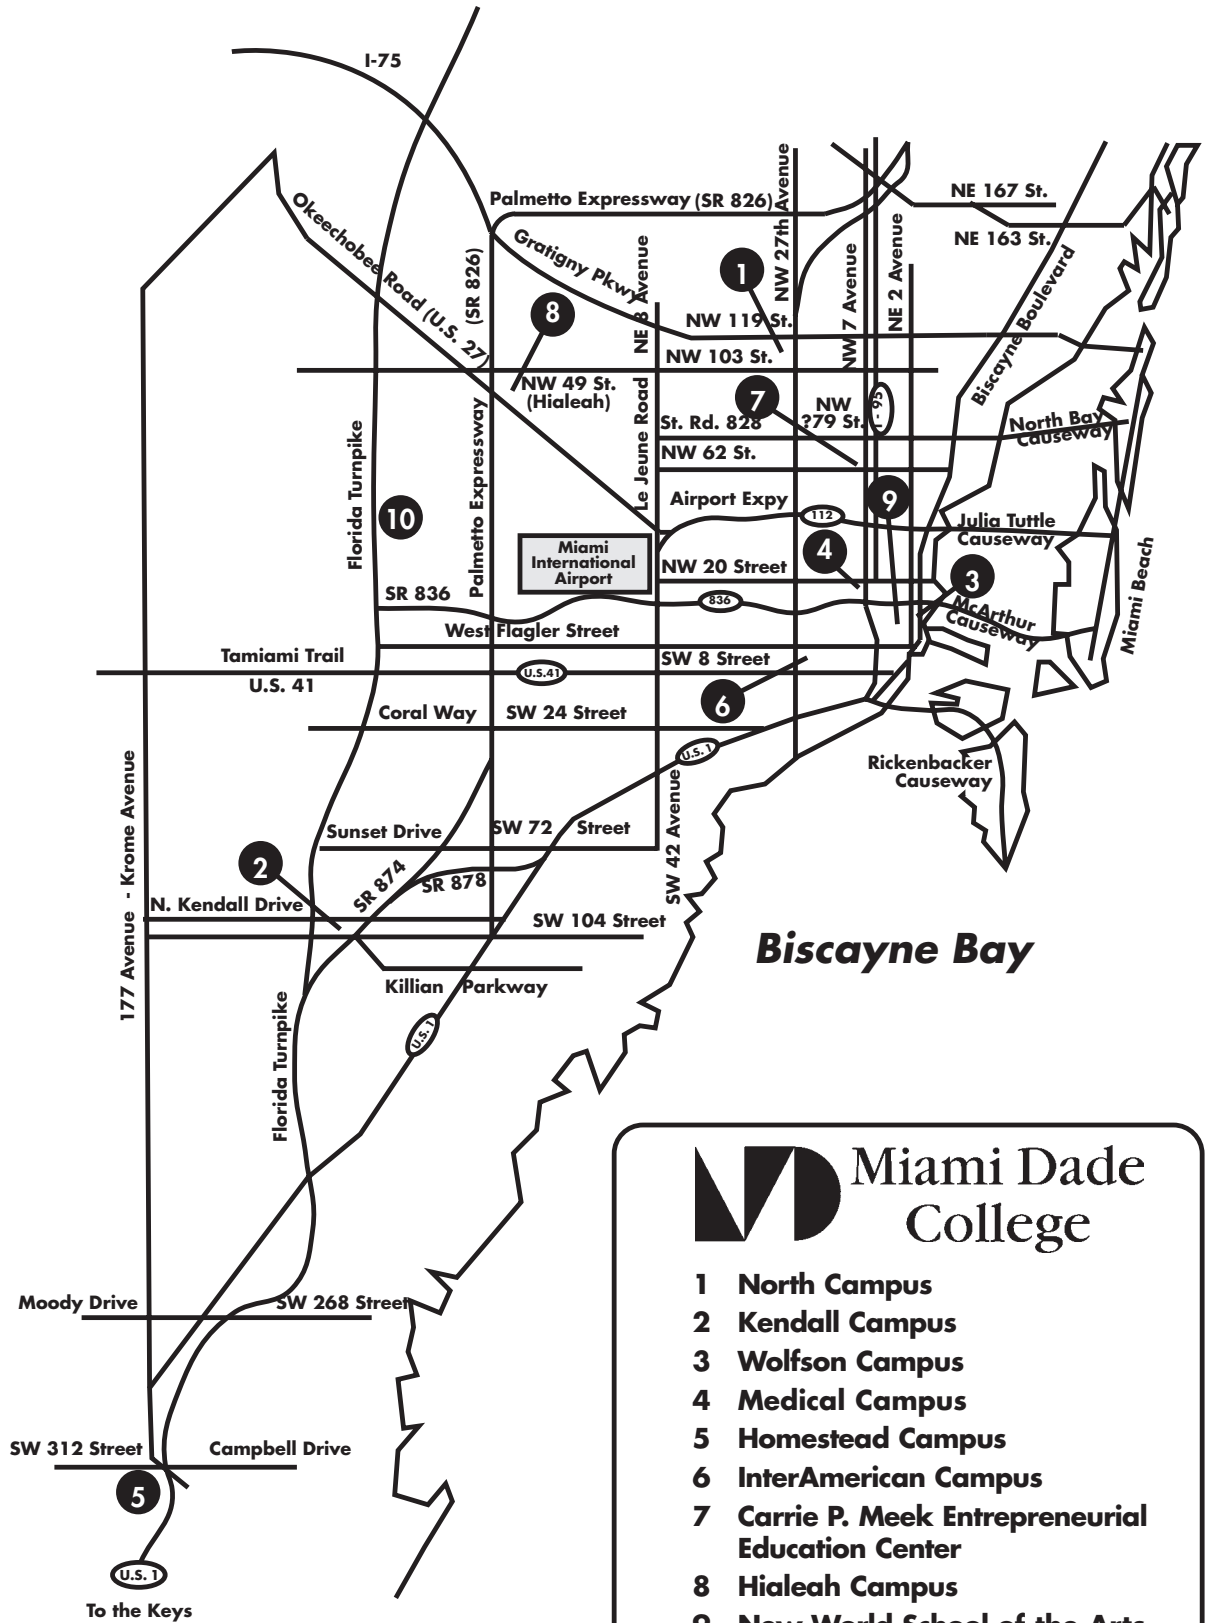 I-75
Palmetto Expressway (SR 826)
NW 27th Avenue
NE 167 St.
NE 163 St.
Okeechobee Road (U.S. 27)
(SR 826)
Gratigny Pkwy
NE 8 Avenue
1
NW 7 Avenue
NE 2 Avenue
Biscayne Boulevard
8
NW 119 St.
NW 103 St.
NW 49 St.
(Hialeah)
7
NW
?79 St.
I - 95
St. Rd. 828
North Bay
Causeway
NW 62 St.
Le Jeune Road
Florida Turnpike
Palmetto Expressway
10
Airport Expy
112
9
Julia Tuttle
Causeway
Miami
International
Airport
4
NW 20 Street
3
Miami Beach
SR 836
836
McArthur
Causeway
West Flagler Street
Tamiami Trail
U.S. 41
U.S.41
SW 8 Street
6
Coral Way
SW 24 Street
U.S. 1
Rickenbacker
Causeway
177 Avenue - Krome Avenue
Sunset Drive
SW 72 Street
SW 42 Avenue
2
SR 874
SR 878
N. Kendall Drive
SW 104 Street
Biscayne Bay
Killian Parkway
U.S. 1
Florida Turnpike
Moody Drive
SW 268 Street
SW 312 Street
Campbell Drive
5
U.S. 1
To the Keys
Miami Dade
College
1 North Campus
2 Kendall Campus
3 Wolfson Campus
4 Medical Campus
5 Homestead Campus
6 InterAmerican Campus
7 Carrie P. Meek Entrepreneurial
Education Center
8 Hialeah Campus
9 New World School of the Arts